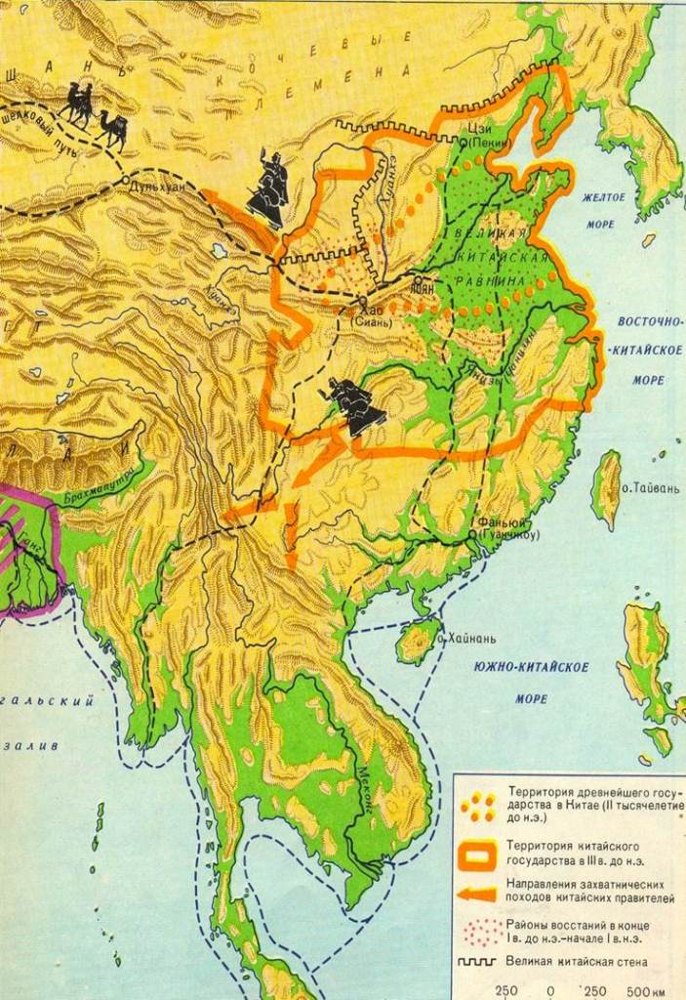 КОЧЕВЫЕ
ПЛЕМЕНА
ШАНЬ
шелковый путь
Дуньхуан
Цзи
(Пекин)
Хуанхэ
ЖЕЛТОЕ
МОРЕ
ВЕЛИКАЯ
КИТАЙСКАЯ
РАВНИНА
Хуанхэ
Хао
(Сиань)
ВОСТОЧНО-
-КИТАЙСКОЕ
МОРЕ
ЕТ
ЛАИ
Брахмапутра
Ганг
о.Тайвань
Фаньюй
(Гуанчжоу)
о.Хайнань
ЮЖНО-КИТАЙСКОЕ
МОРЕ
гальский
залив
Меконг
Территория древнейшего госу-
дарства в Китае (II тысячелетие
до н.э.)
Территория китайского
государства в III в. до н.э.
Направления захватнических
походов китайских правителей
Районы восстаний в конце
I в. до н.э.–начале I в.н.э.
Великая китайская стена
250 0 250 500 км